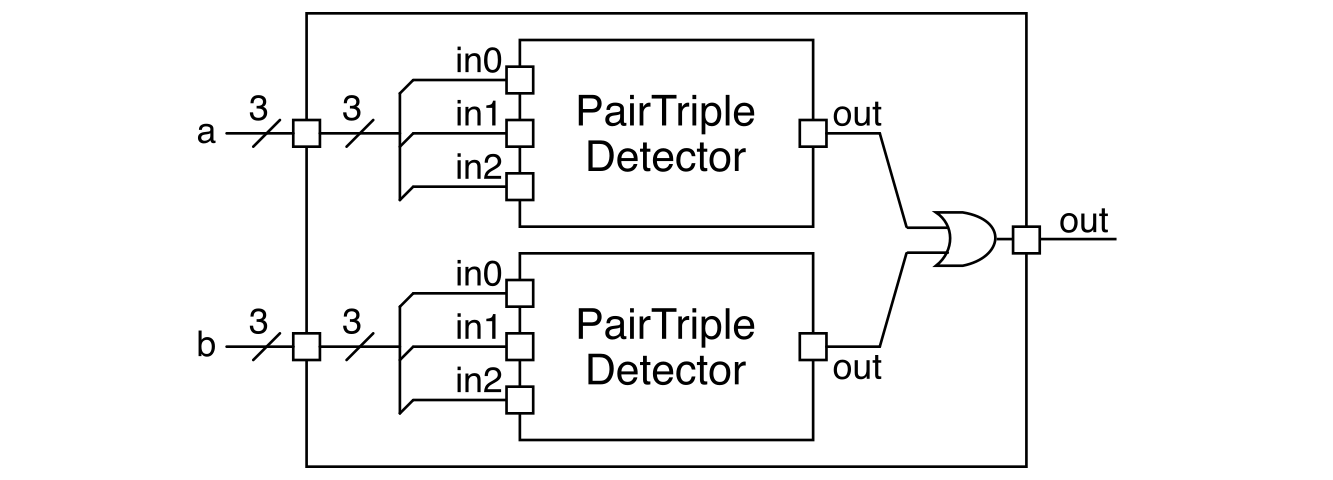 in0
3
3
in1
PairTriple
Detector
out
a
in2
out
in0
3
3
in1
PairTriple
Detector
b
in2
out